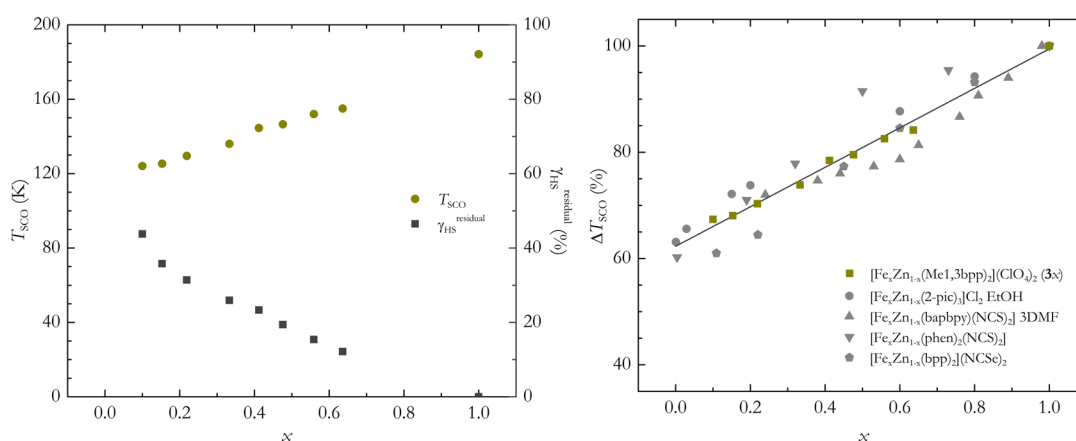 200
160
120
80
40
0
T_SCO (K)
100
80
60
40
20
0
γ_HS^residual (%)
T_SCO
γ_HS^residual
0.0 0.2 0.4 0.6 0.8 1.0
x
100
80
60
40
ΔT_SCO (%)
[Fe_xZn_1-x(Me1,3bpp)_2](ClO_4)_2 (3x)
[Fe_xZn_1-x(2-pic)_3]Cl_2 EtOH
[Fe_xZn_1-x(bapbpy)(NCS)_2] 3DMF
[Fe_xZn_1-x(phen)_2(NCS)_2]
[Fe_xZn_1-x(bpp)_2](NCSe)_2
0.0 0.2 0.4 0.6 0.8 1.0
x